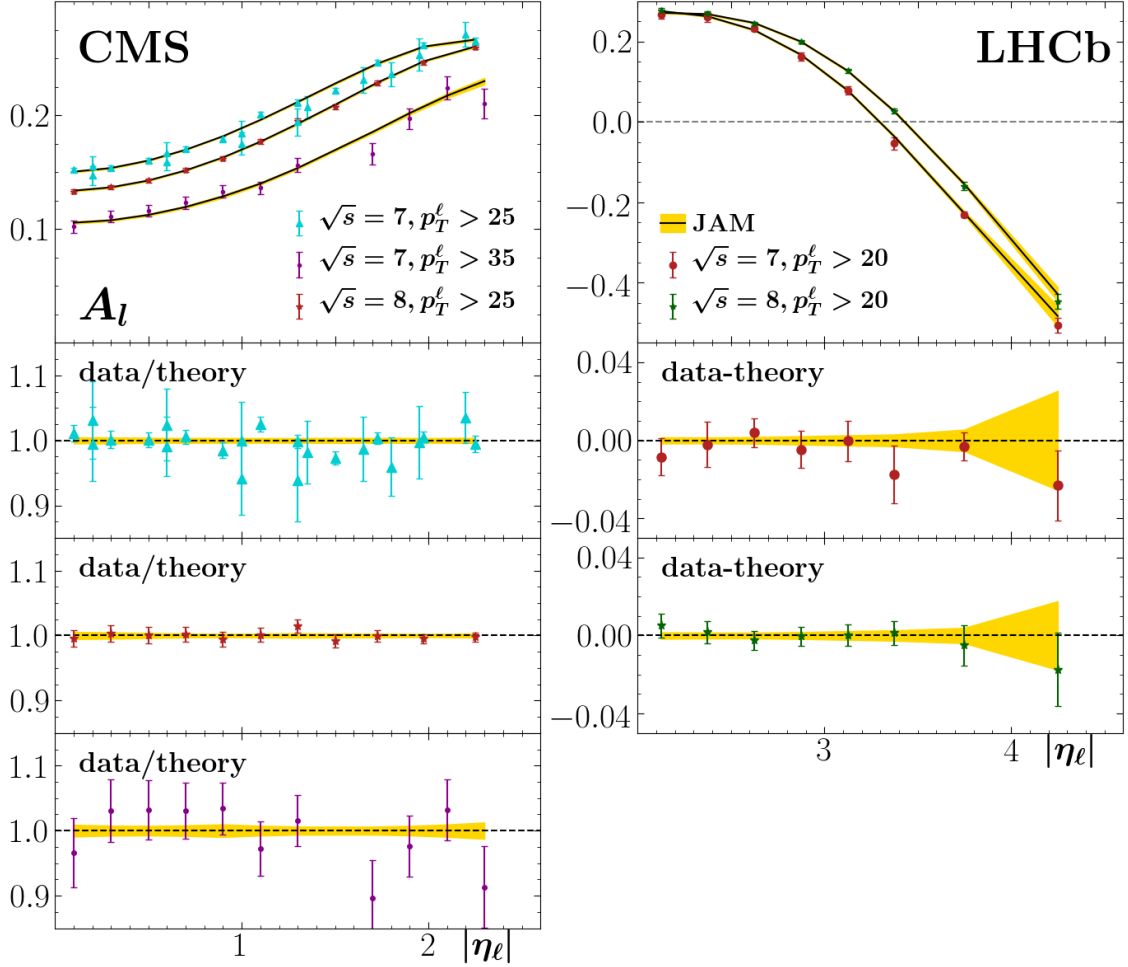 CMS
0.2
0.1
√s = 7, p_T^ℓ > 25
√s = 7, p_T^ℓ > 35
√s = 8, p_T^ℓ > 25
A_l
data/theory
1.1
1.0
0.9
data/theory
1.1
1.0
0.9
data/theory
1.1
1.0
0.9
1
2
|η_ℓ|
LHCb
0.2
0.0
−0.2
−0.4
JAM
√s = 7, p_T^ℓ > 20
√s = 8, p_T^ℓ > 20
data-theory
0.04
0.00
−0.04
data-theory
0.04
0.00
−0.04
3
4
|η_ℓ|